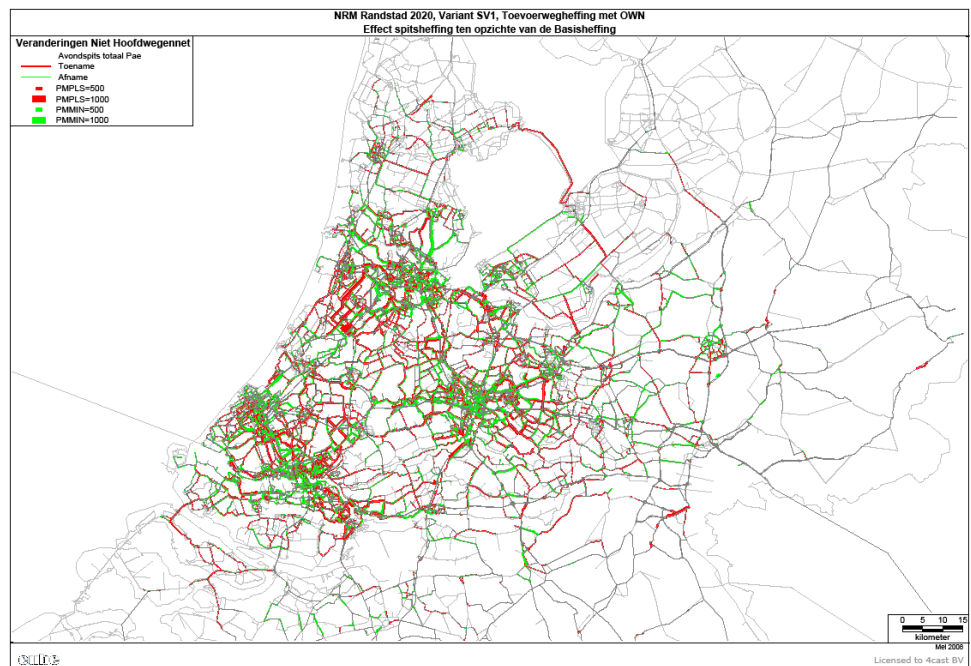 NRM Randstad 2020, Variant SV1, Toevoerwegheffing met OWN
Effect spitsheffing ten opzichte van de Basisheffing
Veranderingen Niet Hoofdwegennet
Avondspits totaal Pae
Toename
Afname
PMPLS=500
PMPLS=1000
PMMIN=500
PMMIN=1000
0 5 10 15
kilometer
Mei 2008
cube
Licensed to 4cast BV